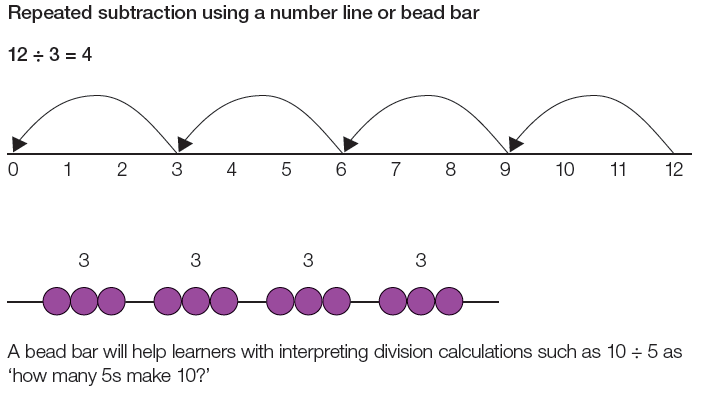 Repeated subtraction using a number line or bead bar
12 ÷ 3 = 4
0 1 2 3 4 5 6 7 8 9 10 11 12
3 3 3 3
A bead bar will help learners with interpreting division calculations such as 10 ÷ 5 as
‘how many 5s make 10?’